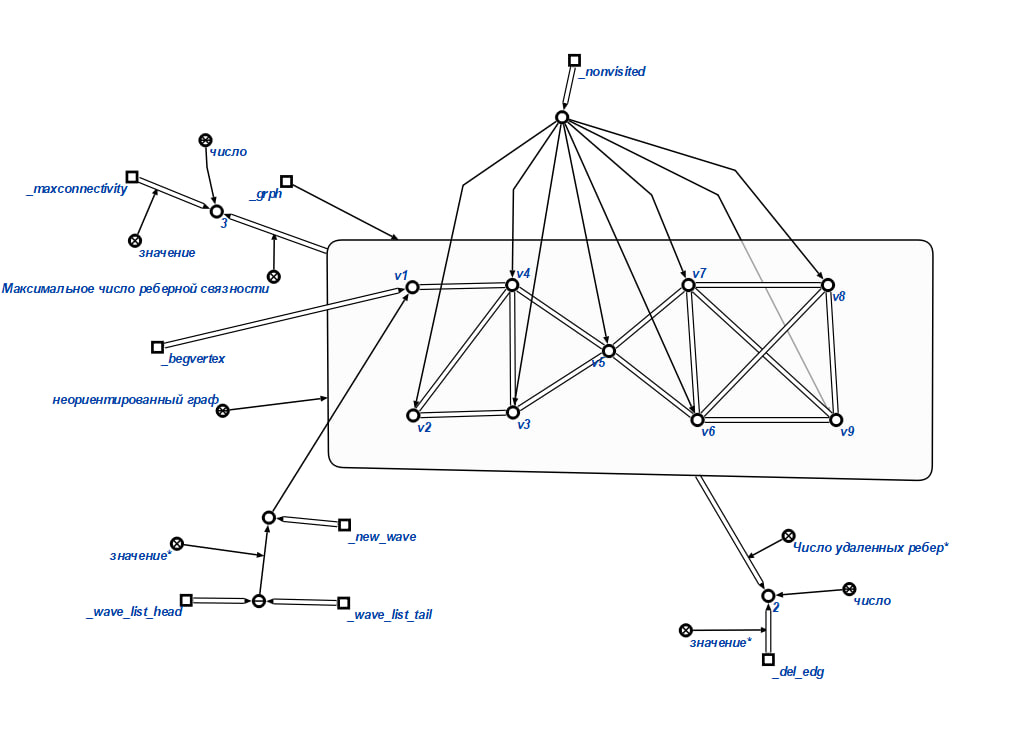 _nonvisited
число
_maxconnectivity
_grph
3
значение
Максимальное число реберной связности
v1
v4
v7
v8
_begvertex
v5
неориентированный граф
v2
v3
v6
v9
_new_wave
значение*
Число удаленных ребер*
_wave_list_head
_wave_list_tail
2
число
значение*
_del_edg